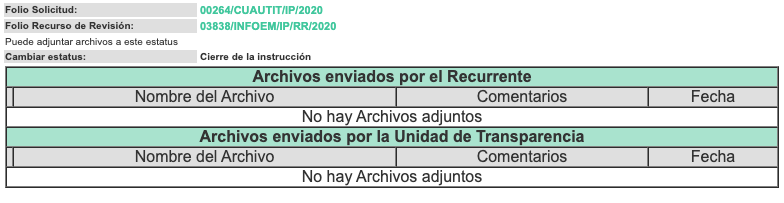 Folio Solicitud: 00264/CUAUTIT/IP/2020
Folio Recurso de Revisión: 03838/INFOEM/IP/RR/2020
Puede adjuntar archivos a este estatus
Cambiar estatus: Cierre de la instrucción
Archivos enviados por el Recurrente
Nombre del Archivo Comentarios Fecha
No hay Archivos adjuntos
Archivos enviados por la Unidad de Transparencia
Nombre del Archivo Comentarios Fecha
No hay Archivos adjuntos